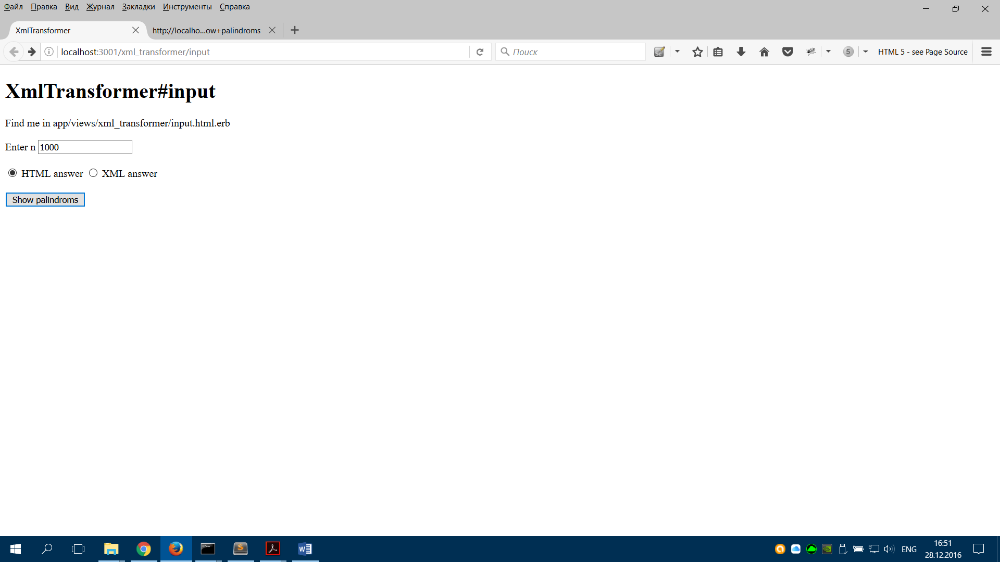 Файл Правка Вид Журнал Закладки Инструменты Справка
XmlTransformer http://localho...ow+palindroms
localhost:3001/xml_transformer/input Поиск 5 HTML 5 - see Page Source
XmlTransformer#input
Find me in app/views/xml_transformer/input.html.erb
Enter n 1000
HTML answer XML answer
Show palindroms
ENG
16:51
28.12.2016